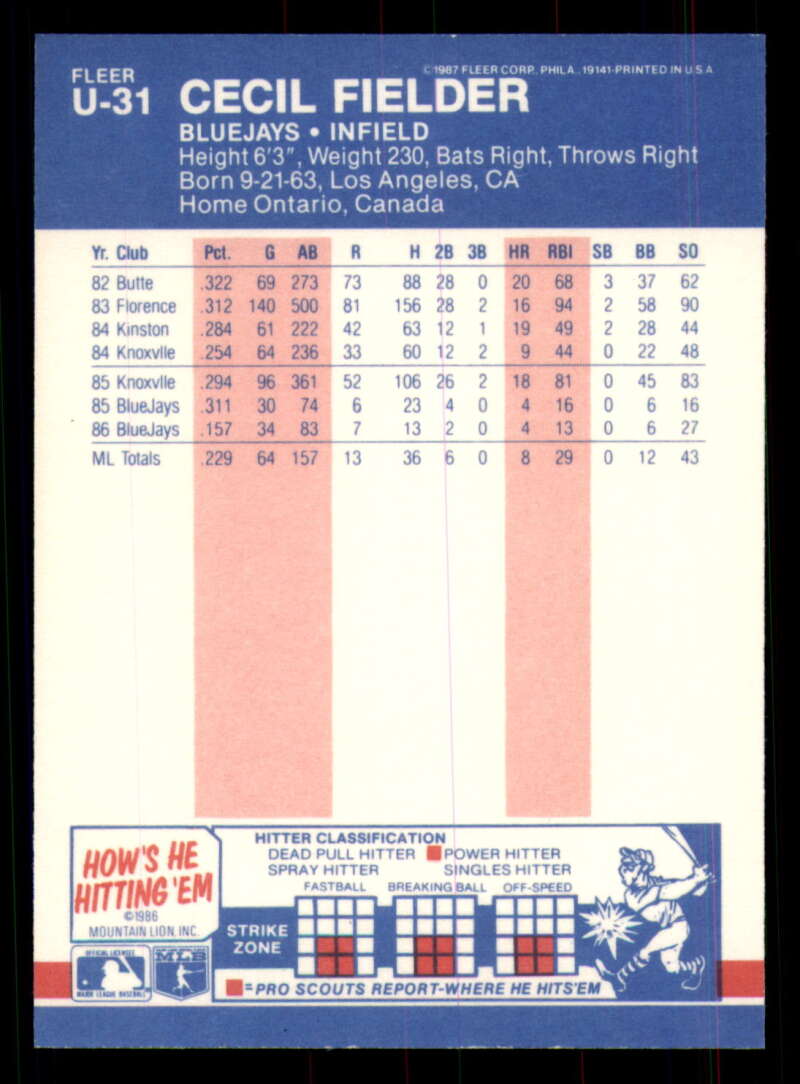 FLEER
©1987 FLEER CORP., PHILA., 19141-PRINTED IN U.S.A
U-31 CECIL FIELDER
BLUEJAYS • INFIELD
Height 6'3", Weight 230, Bats Right, Throws Right
Born 9-21-63, Los Angeles, CA
Home Ontario, Canada
Yr. Club Pct. G AB R H 2B 3B HR RBI SB BB SO
82 Butte .322 69 273 73 88 28 0 20 68 3 37 62
83 Florence .312 140 500 81 156 28 2 16 94 2 58 90
84 Kinston .284 61 222 42 63 12 1 19 49 2 28 44
84 Knoxvlle .254 64 236 33 60 12 2 9 44 0 22 48
85 Knoxvlle .294 96 361 52 106 26 2 18 81 0 45 83
85 BlueJays .311 30 74 6 23 4 0 4 16 0 6 16
86 BlueJays .157 34 83 7 13 2 0 4 13 0 6 27
ML Totals .229 64 157 13 36 6 0 8 29 0 12 43
HOW'S HE
HITTING 'EM
©1986
MOUNTAIN LION, INC.
HITTER CLASSIFICATION
DEAD PULL HITTER POWER HITTER
SPRAY HITTER SINGLES HITTER
FASTBALL BREAKING BALL OFF-SPEED
STRIKE
ZONE
=PRO SCOUTS REPORT-WHERE HE HITS'EM
OFFICIAL LICENSEE
MAJOR LEAGUE BASEBALL
MLB